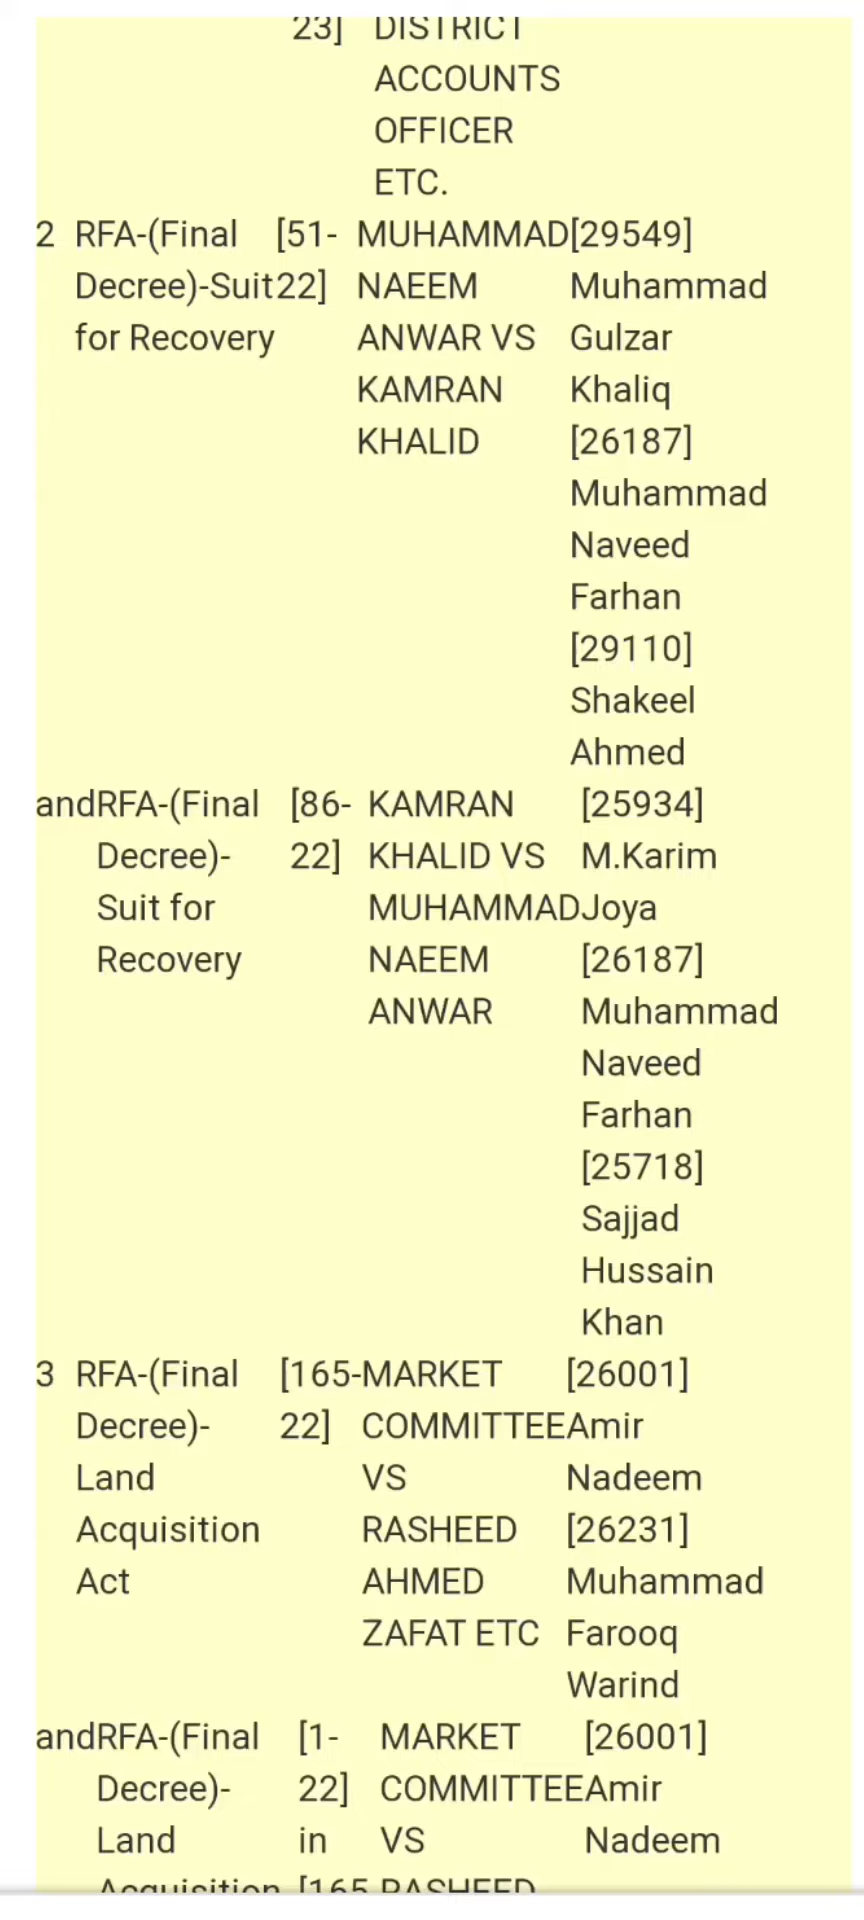 23] DISTRICT
ACCOUNTS
OFFICER
ETC.
2 RFA-(Final [51- MUHAMMAD[29549]
Decree)-Suit22] NAEEM Muhammad
for Recovery ANWAR VS Gulzar
KAMRAN Khaliq
KHALID [26187]
Muhammad
Naveed
Farhan
[29110]
Shakeel
Ahmed
andRFA-(Final [86- KAMRAN [25934]
Decree)- 22] KHALID VS M.Karim
Suit for MUHAMMADJoya
Recovery NAEEM [26187]
ANWAR Muhammad
Naveed
Farhan
[25718]
Sajjad
Hussain
Khan
3 RFA-(Final [165-MARKET [26001]
Decree)- 22] COMMITTEEAmir
Land VS Nadeem
Acquisition RASHEED [26231]
Act AHMED Muhammad
ZAFAT ETC Farooq
Warind
andRFA-(Final [1- MARKET [26001]
Decree)- 22] COMMITTEEAmir
Land in VS Nadeem
Acquisition [165 RASHEED